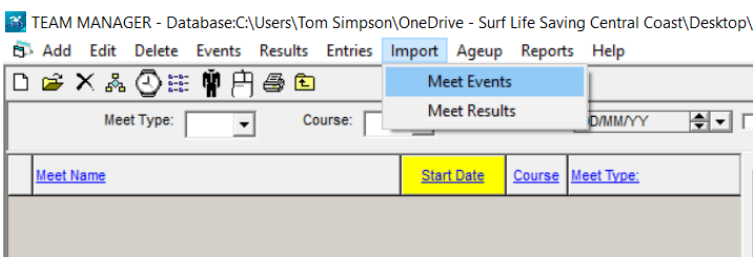 TEAM MANAGER - Database:C:\Users\Tom Simpson\OneDrive - Surf Life Saving Central Coast\Desktop\
Add Edit Delete Events Results Entries Import Ageup Reports Help
Meet Events
Meet Results
Meet Type: Course: D/MM/YY
Meet Name Start Date Course Meet Type: